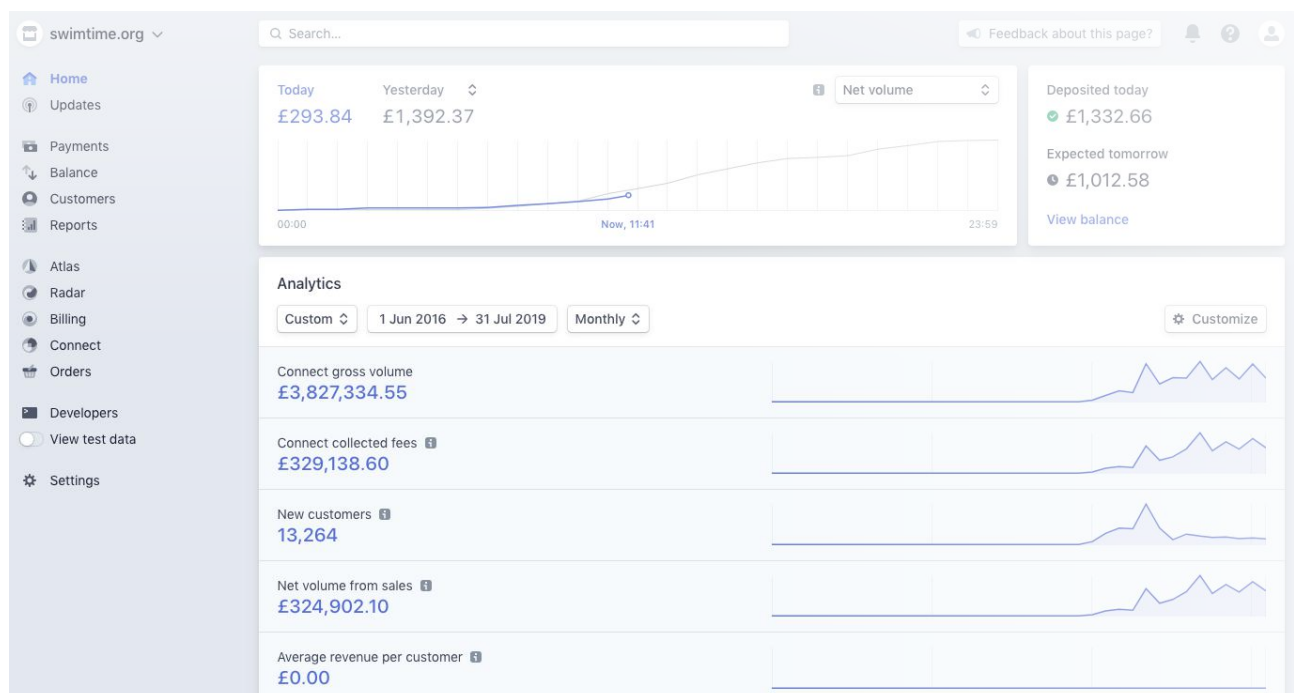 swimtime.org
Search...
Feedback about this page?
Home
Updates
Payments
Balance
Customers
Reports
Atlas
Radar
Billing
Connect
Orders
Developers
View test data
Settings
Today Yesterday Net volume
£293.84 £1,392.37
00:00 Now, 11:41 23:59
Deposited today
£1,332.66
Expected tomorrow
£1,012.58
View balance
Analytics
Custom 1 Jun 2016 → 31 Jul 2019 Monthly Customize
Connect gross volume
£3,827,334.55
Connect collected fees
£329,138.60
New customers
13,264
Net volume from sales
£324,902.10
Average revenue per customer
£0.00